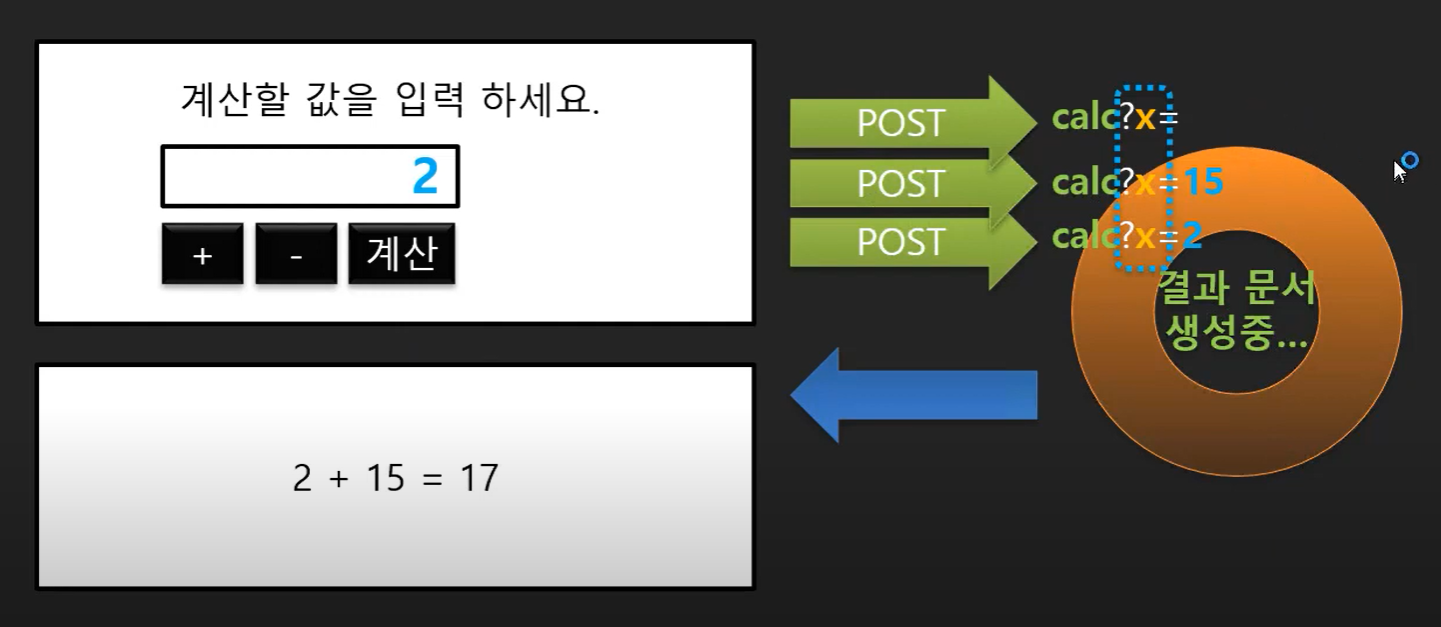 계산할 값을 입력 하세요.
2
+ - 계산
POST calc?x=
POST calc?x=15
POST calc?x=2
결과 문서
생성중...
2 + 15 = 17